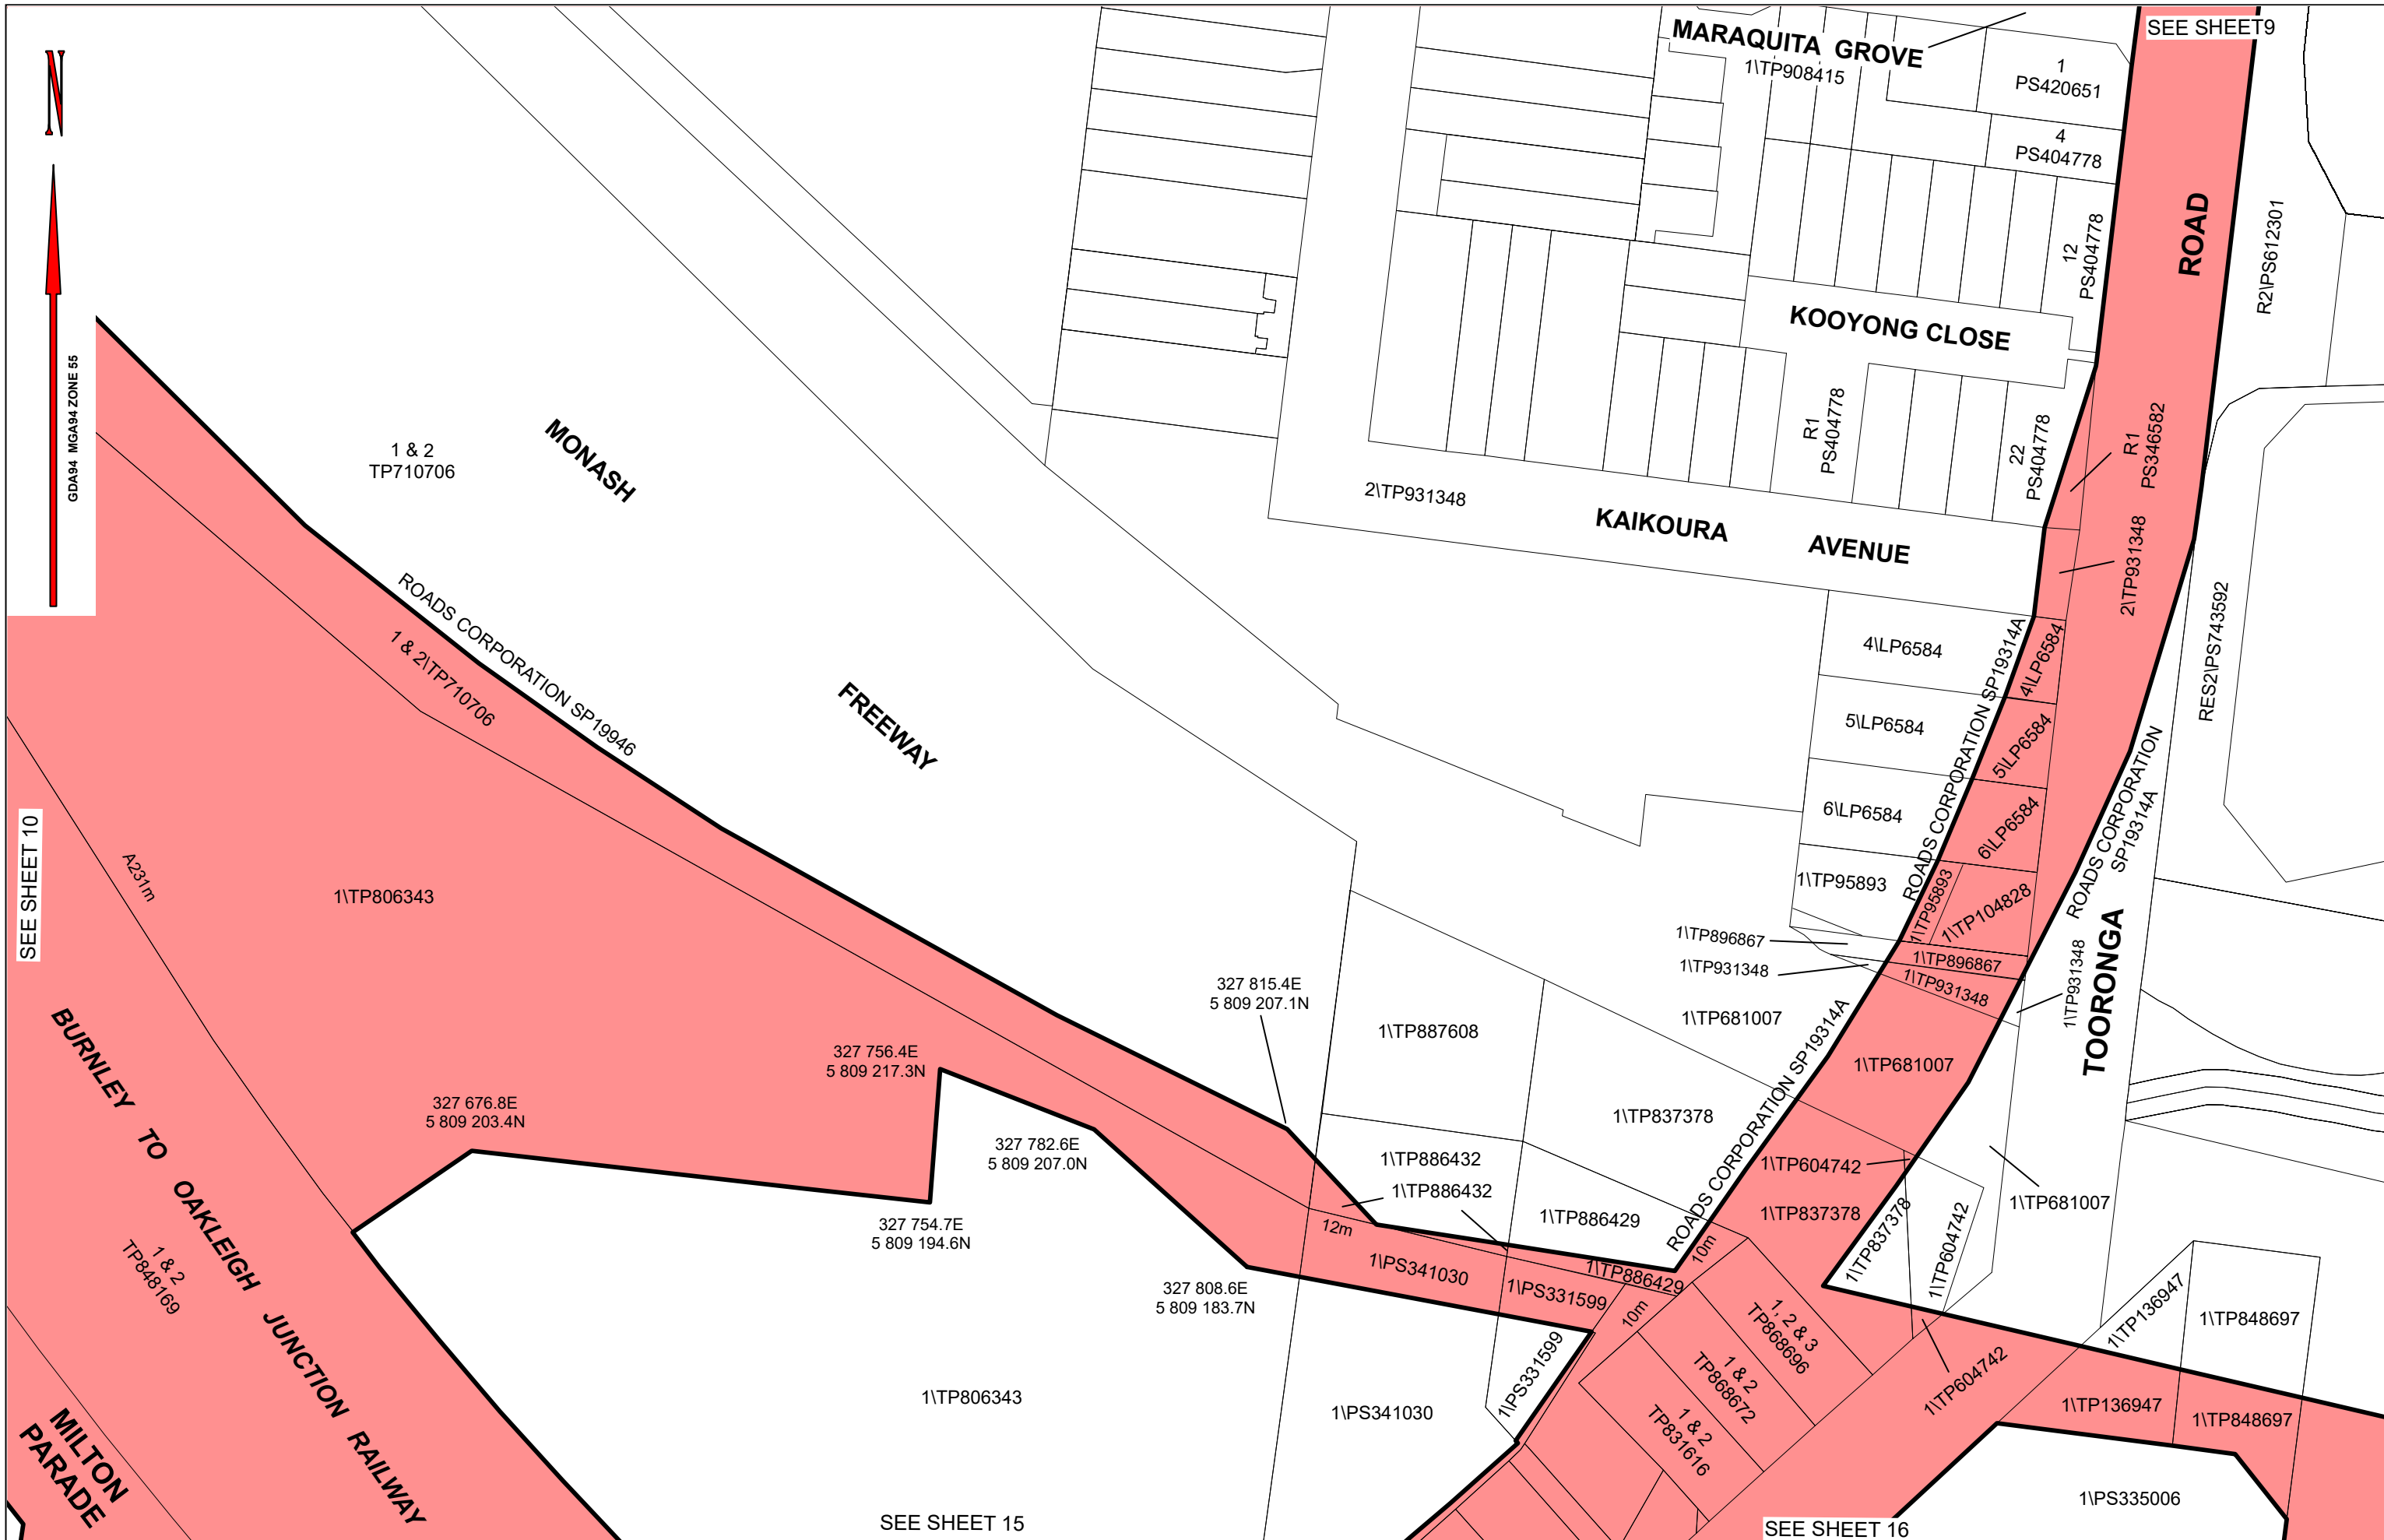 SEE SHEET9
MARAQUITA GROVE
1\TP908415
1
PS420651
4
PS404778
N
12
PS404778
ROAD
R2\PS612301
KOOYONG CLOSE
GDA94 MGA94 ZONE 55
1 & 2
TP710706
MONASH
R1
PS404778
22
PS404778
R1
PS346582
2\TP931348
KAIKOURA AVENUE
2\TP931348
ROADS CORPORATION SP19946
1 & 2\TP710706
FREEWAY
4\LP6584
4\LP6584
5\LP6584
5\LP6584
6\LP6584
6\LP6584
ROADS CORPORATION SP19314A
RES2\PS743592
ROADS CORPORATION
SP19314A
SEE SHEET 10
A231m
1\TP806343
1\TP95893
1\TP95893
1\TP104828
1\TP896867
1\TP896867
1\TP931348
1\TP931348
1\TP931348
TOORONGA
327 815.4E
5 809 207.1N
1\TP887608
1\TP681007
ROADS CORPORATION SP19314A
1\TP681007
BURNLEY TO OAKLEIGH JUNCTION RAILWAY
327 756.4E
5 809 217.3N
327 676.8E
5 809 203.4N
327 782.6E
5 809 207.0N
1\TP837378
1\TP886432
1\TP886432
1\TP604742
1\TP681007
327 754.7E
5 809 194.6N
12m
1\TP886429
1\TP837378
1\TP837378
1\TP604742
1 & 2
TP848169
10m
1\PS341030
1\TP886429
327 808.6E
5 809 183.7N
1\PS331599
10m
1, 2 & 3
TP868696
1\TP136947
1\TP848697
1\PS331599
1 & 2
TP868672
1\TP604742
1\TP806343
1\PS341030
1 & 2
TP83616
1\TP136947
1\TP848697
MILTON
PARADE
1\PS335006
SEE SHEET 15
SEE SHEET 16